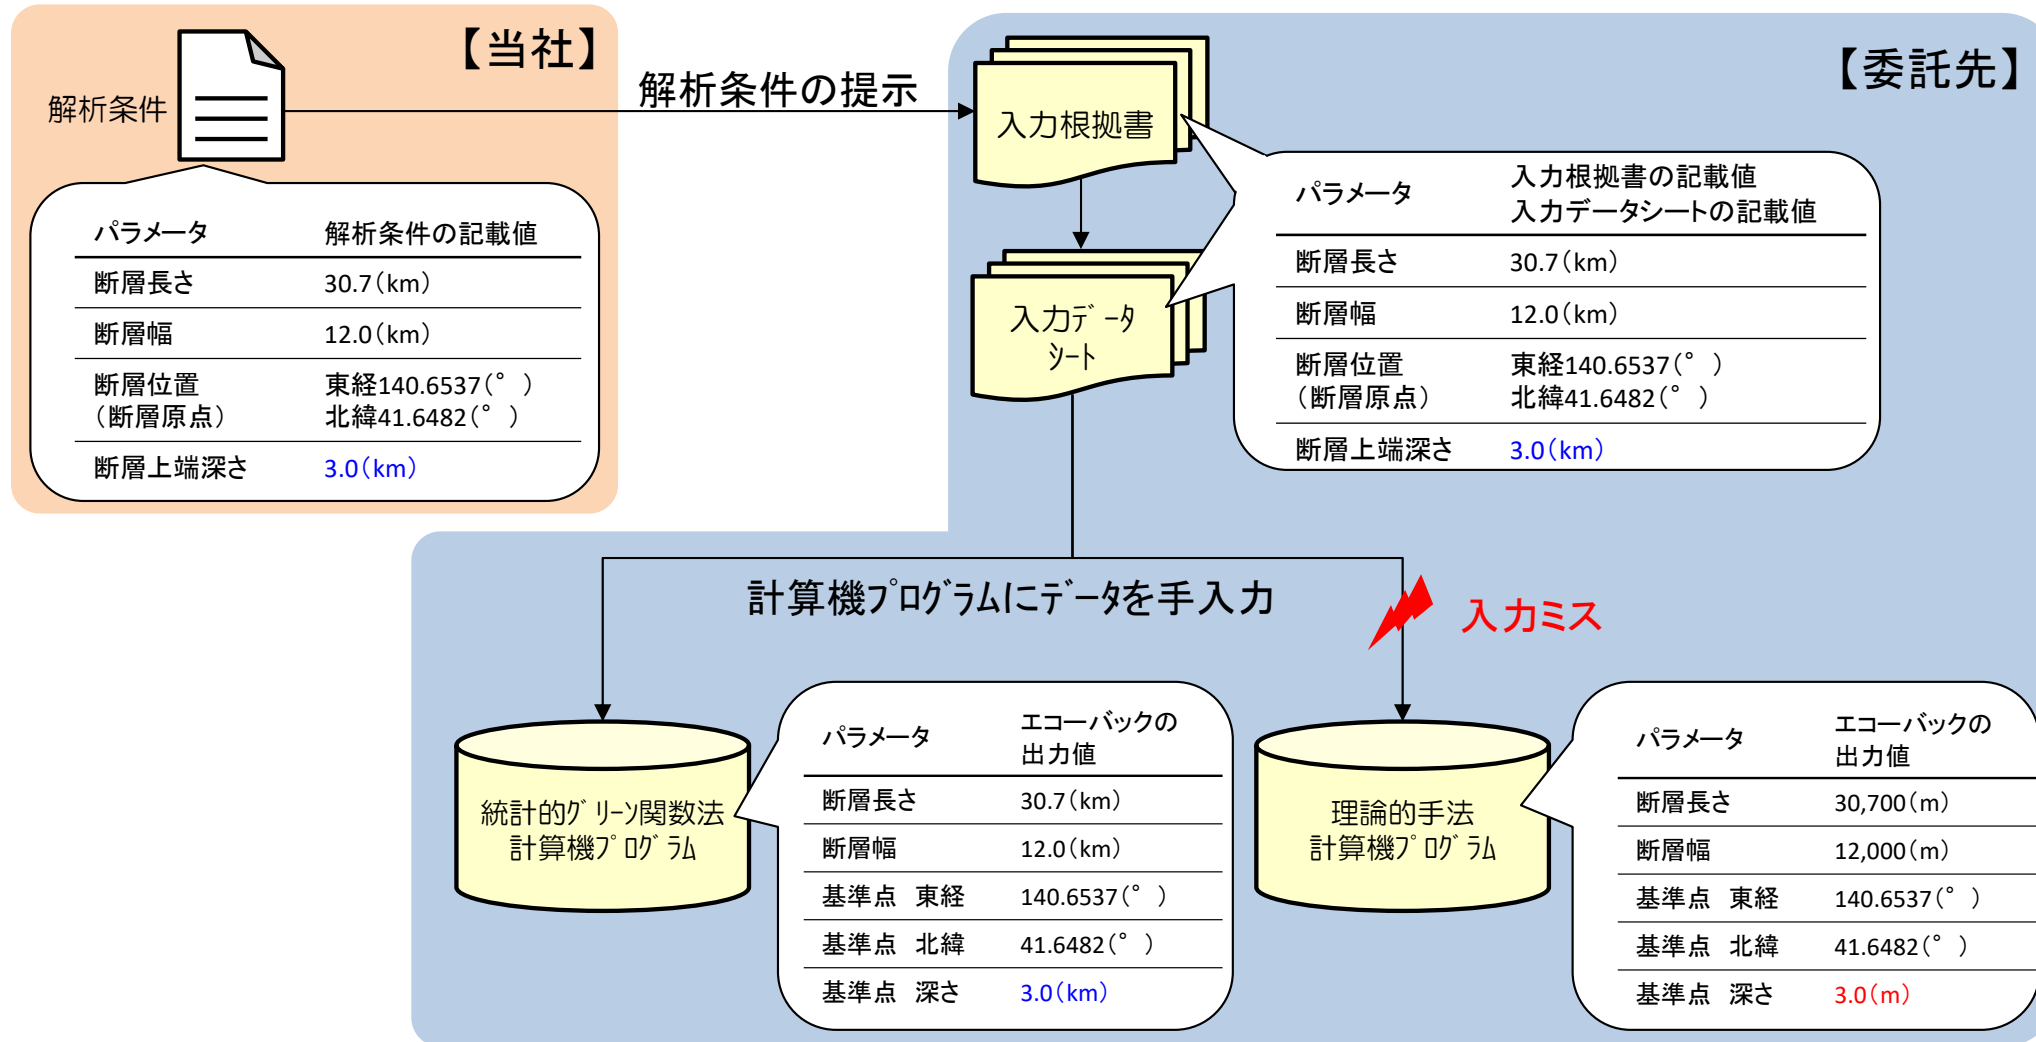 【当社】
解析条件
解析条件の提示
【委託先】
入力根拠書
パラメータ 解析条件の記載値
断層長さ 30.7(km)
断層幅 12.0(km)
断層位置 東経140.6537(° )
(断層原点) 北緯41.6482(° )
断層上端深さ 3.0(km)
入力データ
シート
パラメータ 入力根拠書の記載値
入力データシートの記載値
断層長さ 30.7(km)
断層幅 12.0(km)
断層位置 東経140.6537(° )
(断層原点) 北緯41.6482(° )
断層上端深さ 3.0(km)
計算機プログラムにデータを手入力
入力ミス
統計的グリーン関数法
計算機プログラム
パラメータ エコーバックの
出力値
断層長さ 30.7(km)
断層幅 12.0(km)
基準点 東経 140.6537(° )
基準点 北緯 41.6482(° )
基準点 深さ 3.0(km)
理論的手法
計算機プログラム
パラメータ エコーバックの
出力値
断層長さ 30,700(m)
断層幅 12,000(m)
基準点 東経 140.6537(° )
基準点 北緯 41.6482(° )
基準点 深さ 3.0(m)